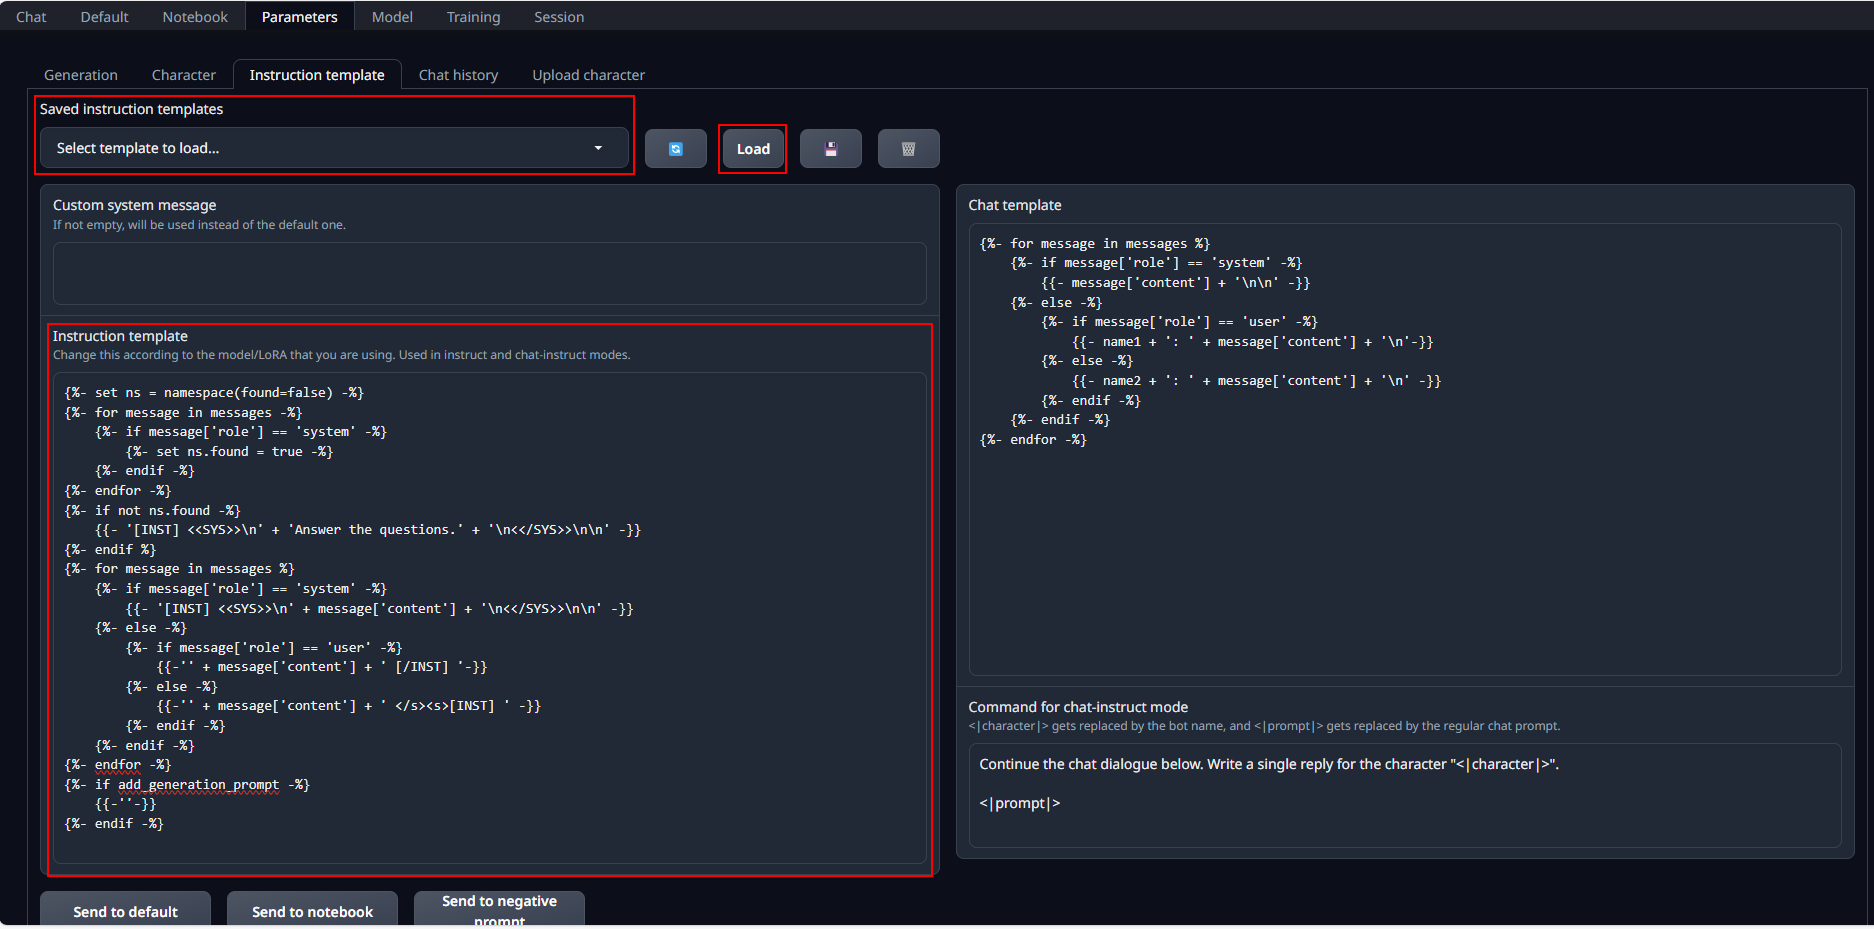 Chat Default Notebook Parameters Model Training Session
Generation Character Instruction template Chat history Upload character
Saved instruction templates
Select template to load...
Load
Custom system message
If not empty, will be used instead of the default one.
Instruction template
Change this according to the model/LoRA that you are using. Used in instruct and chat-instruct modes.
{%- set ns = namespace(found=false) -%}
{%- for message in messages -%}
    {%- if message['role'] == 'system' -%}
        {%- set ns.found = true -%}
    {%- endif -%}
{%- endfor -%}
{%- if not ns.found -%}
    {{- '[INST] <<SYS>>\n' + 'Answer the questions.' + '\n<</SYS>>\n\n' -}}
{%- endif %}
{%- for message in messages %}
    {%- if message['role'] == 'system' -%}
        {{- '[INST] <<SYS>>\n' + message['content'] + '\n<</SYS>>\n\n' -}}
    {%- else -%}
        {%- if message['role'] == 'user' -%}
            {{-'' + message['content'] + ' [/INST] '-}}
        {%- else -%}
            {{-'' + message['content'] + ' </s><s>[INST] ' -}}
        {%- endif -%}
    {%- endif -%}
{%- endfor -%}
{%- if add_generation_prompt -%}
    {{-''-}}
{%- endif -%}
Send to default
Send to notebook
Send to negative
prompt
Chat template
{%- for message in messages %}
    {%- if message['role'] == 'system' -%}
        {{- message['content'] + '\n\n' -}}
    {%- else -%}
        {%- if message['role'] == 'user' -%}
            {{- name1 + ': ' + message['content'] + '\n'-}}
        {%- else -%}
            {{- name2 + ': ' + message['content'] + '\n' -}}
        {%- endif -%}
    {%- endif -%}
{%- endfor -%}
Command for chat-instruct mode
<|character|> gets replaced by the bot name, and <|prompt|> gets replaced by the regular chat prompt.
Continue the chat dialogue below. Write a single reply for the character "<|character|>".
<|prompt|>